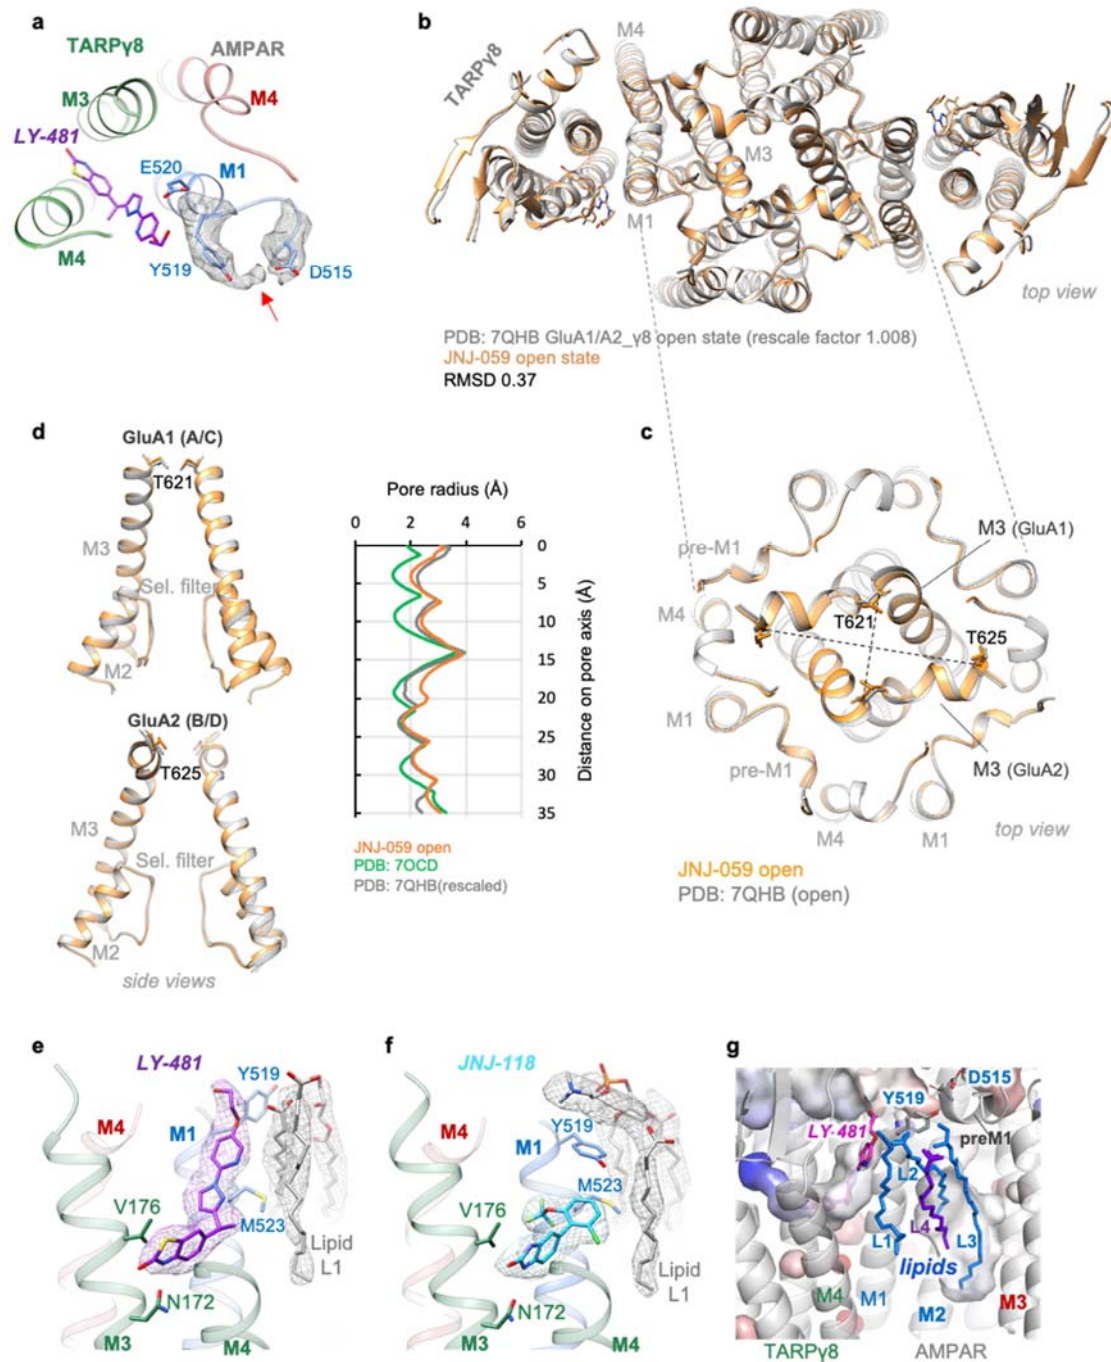 a
TARPγ8
AMPAR
M3
M4
LY-481
E520
M1
M4
Y519
D515
b
M4
TARPγ8
M3
M1
top view
PDB: 7QHB GluA1/A2_γ8 open state (rescale factor 1.008)
JNJ-059 open state
RMSD 0.37
d
GluA1 (A/C)
T621
M3
Sel. filter
M2
GluA2 (B/D)
T625
M3
Sel. filter
M2
side views
Pore radius (Å)
0 2 4 6
0
5
10
15
20
25
30
35
Distance on pore axis (Å)
JNJ-059 open
PDB: 7OCD
PDB: 7QHB(rescaled)
c
M3 (GluA1)
pre-M1
M4
T621
T625
M1
pre-M1
M3 (GluA2)
M4
M1
top view
JNJ-059 open
PDB: 7QHB (open)
e
LY-481
Y519
M4
M1
V176
M523
Lipid
L1
N172
M3
M4
f
JNJ-118
M4
M1
Y519
V176
M523
Lipid
L1
N172
M3
M4
g
D515
Y519
LY-481
preM1
L2
L4
L1
L3
lipids
M4
M1
M2
M3
TARPγ8
AMPAR